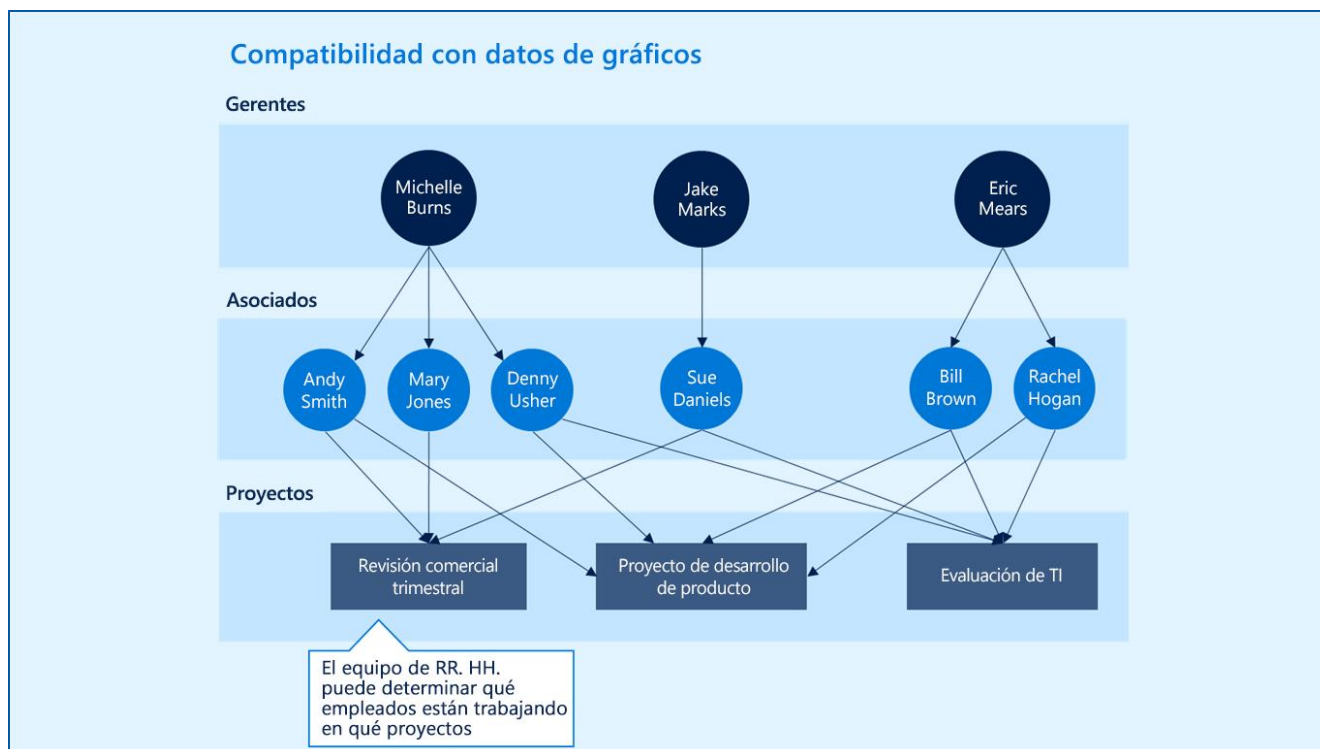 Compatibilidad con datos de gráficos
Gerentes
Michelle
Burns
Jake
Marks
Eric
Mears
Asociados
Andy
Smith
Mary
Jones
Denny
Usher
Sue
Daniels
Bill
Brown
Rachel
Hogan
Proyectos
Revisión comercial
trimestral
Proyecto de desarrollo
de producto
Evaluación de TI
El equipo de RR. HH.
puede determinar qué
empleados están trabajando
en qué proyectos